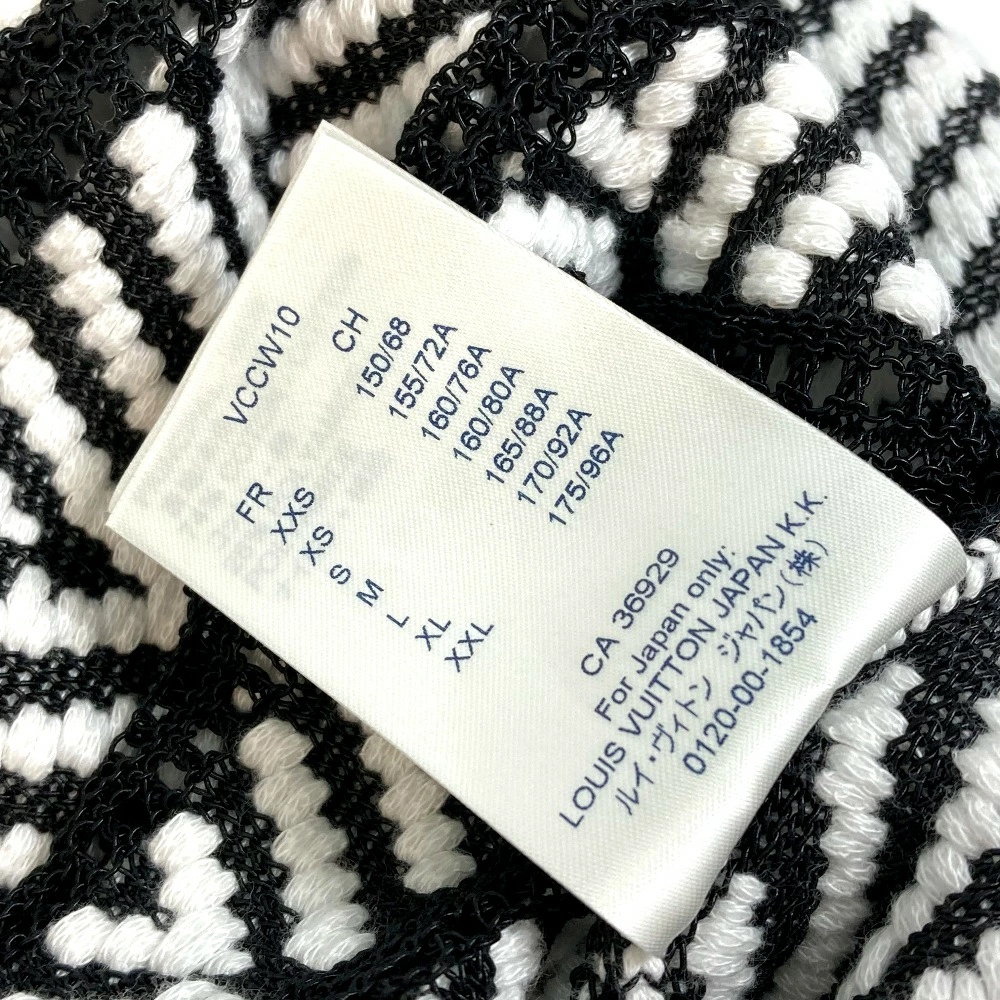 VCCW10
FR CH
XXS 150/68
XS 155/72A
S 160/76A
M 160/80A
L 165/88A
XL 170/92A
XXL 175/96A
CA 36929
For Japan only:
LOUIS VUITTON JAPAN K.K.
ルイ・ヴィトン ジャパン(株)
0120-00-1854